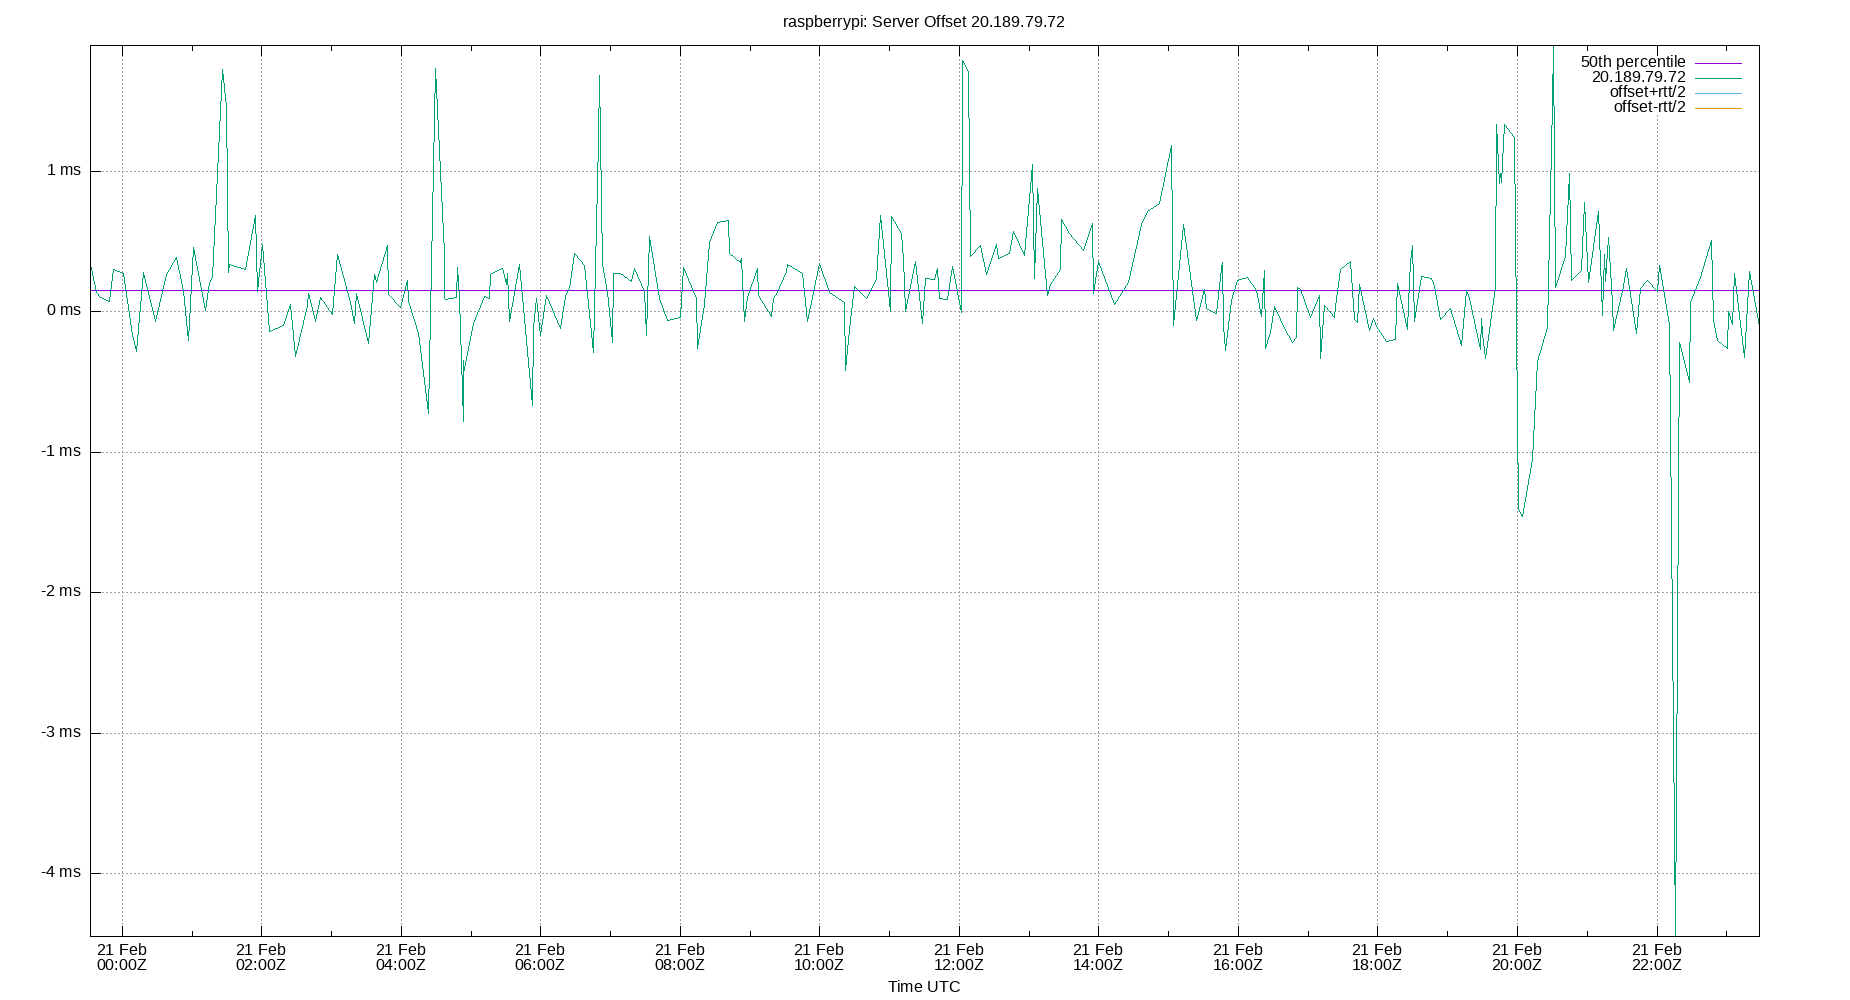 raspberrypi: Server Offset 20.189.79.72
50th percentile
20.189.79.72
offset+rtt/2
offset-rtt/2
1 ms
0 ms
-1 ms
-2 ms
-3 ms
-4 ms
21 Feb 21 Feb 21 Feb 21 Feb 21 Feb 21 Feb 21 Feb 21 Feb 21 Feb 21 Feb 21 Feb 21 Feb
00:00Z 02:00Z 04:00Z 06:00Z 08:00Z 10:00Z 12:00Z 14:00Z 16:00Z 18:00Z 20:00Z 22:00Z
Time UTC